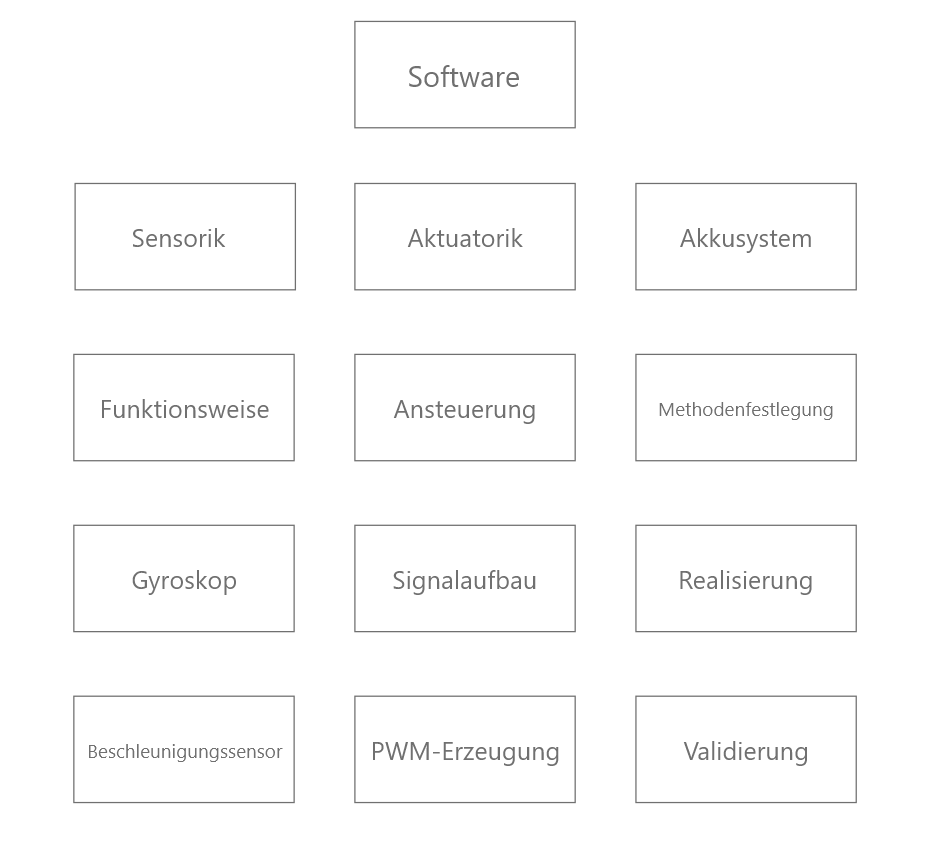 Software
Sensorik
Aktuatorik
Akkusystem
Funktionsweise
Ansteuerung
Methodenfestlegung
Gyroskop
Signalaufbau
Realisierung
Beschleunigungssensor
PWM-Erzeugung
Validierung